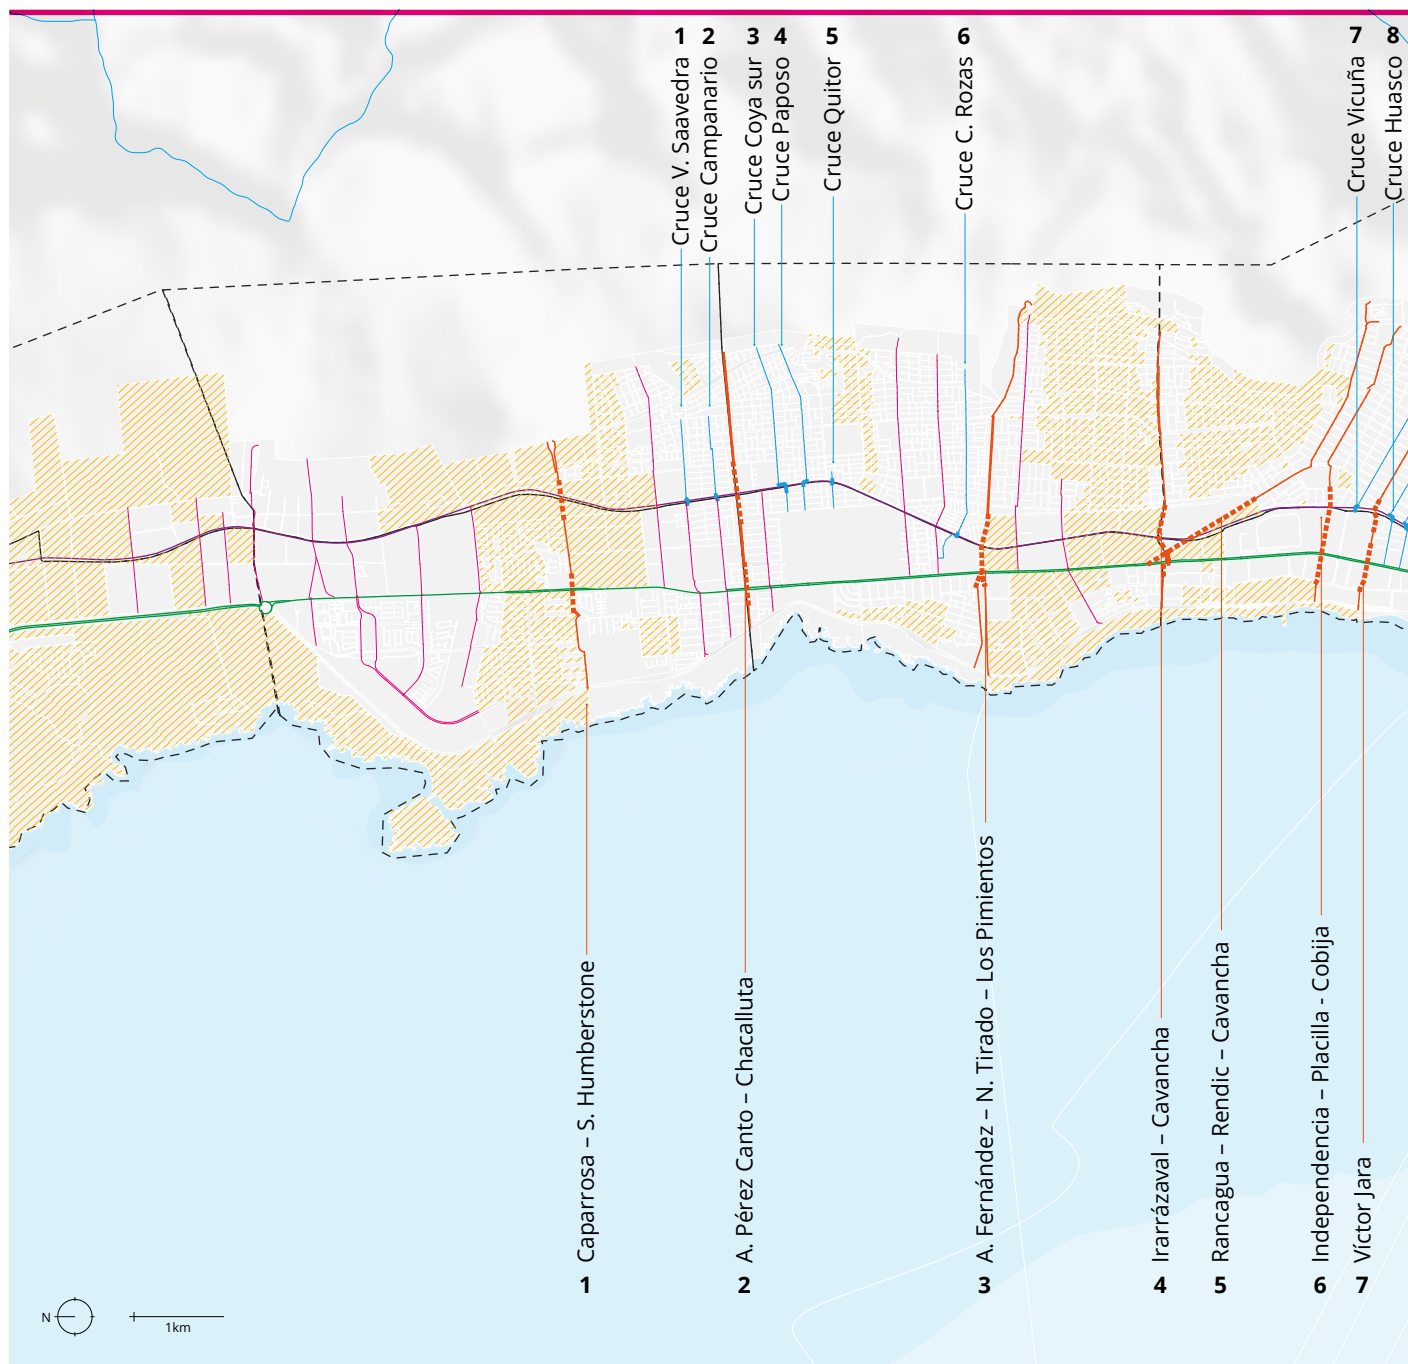 1 Cruce V. Saavedra
2 Cruce Campanario
3 Cruce Coya sur
4 Cruce Paposo
5 Cruce Quitor
6 Cruce C. Rozas
7 Cruce Vicuña
8 Cruce Huasco
1 Caparrosa – S. Humberstone
2 A. Pérez Canto – Chacalluta
3 A. Fernández – N. Tirado – Los Pimientos
4 Irarrázaval – Cavancha
5 Rancagua – Rendic – Cavancha
6 Independencia – Placilla - Cobija
7 Víctor Jara
N
1km